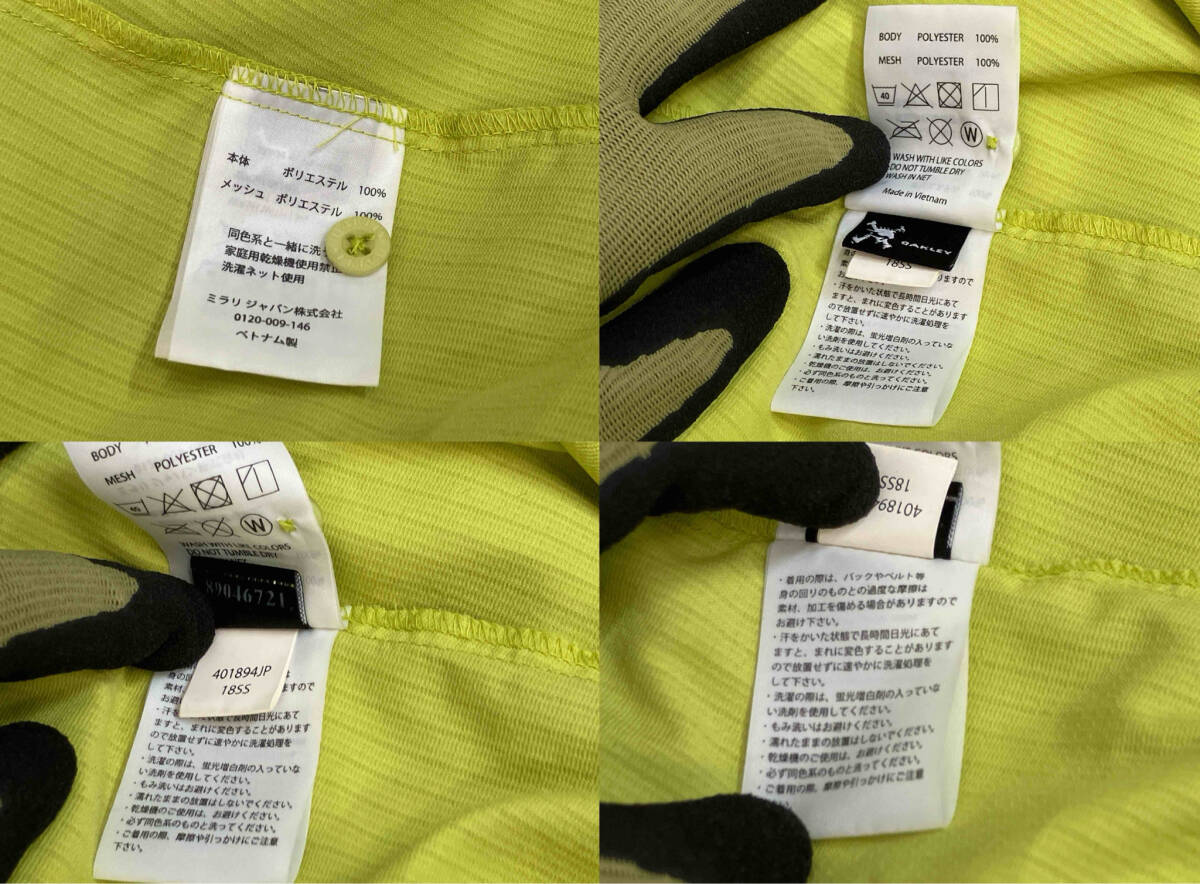 本体 ポリエステル 100%
メッシュ ポリエステル 100%
同色系と一緒に洗
家庭用乾燥機使用禁止
洗濯ネット使用
ミラリ ジャパン株式会社
0120-009-146
ベトナム製
BODY POLYESTER 100%
MESH POLYESTER 100%
40
W
WASH WITH LIKE COLORS
DO NOT TUMBLE DRY
WASH IN NET
Made in Vietnam
OAKLEY
18SS
りますので
・汗をかいた状態で長時間日光にあて
ますと、まれに変色することがあります
ので放置せずに速やかに洗濯処理を
して下さい。
・洗濯の際は、蛍光増白剤の入っていな
い洗剤を使用してください。
・もみ洗いはお避けください。
・濡れたままの放置はしないでください。
・乾燥機のご使用は、お避けください。
・必ず同色系のものと洗ってください。
・ご着用の際、摩擦や引っかけにご注意
下さい。
BODY
MESH POLYESTER 100%
40
W
WASH WITH LIKE COLORS
DO NOT TUMBLE DRY
89046721
401894JP
18SS
身の回
素材、 ますので
お避
・汗を 状態で長時間日光にあて
ますと、まれに変色することがあります
ので放置せずに速やかに洗濯処理を
して下さい。
・洗濯の際は、蛍光増白剤の入っていな
い洗剤を使用してください。
・もみ洗いはお避けください。
・濡れたままの放置はしないでください。
・乾燥機のご使用は、お避けください。
・必ず同色系のものと洗ってください。
・ご着用の際、摩擦や引っかけにご注意
下さい。
18SS
401894
・着用の際は、バックやベルト等
身の回りのものとの過度な摩擦は
素材、加工を傷める場合がありますので
お避け下さい。
・汗をかいた状態で長時間日光にあて
ますと、まれに変色することがあります
ので放置せずに速やかに洗濯処理を
して下さい。
・洗濯の際は、蛍光増白剤の入っていな
い洗剤を使用してください。
・もみ洗いはお避けください。
・濡れたままの放置はしないでください。
・乾燥機のご使用は、お避けください。
・必ず同色系のものと洗ってください。
・ご着用の際、摩擦や引っかけにご注意
下さい。